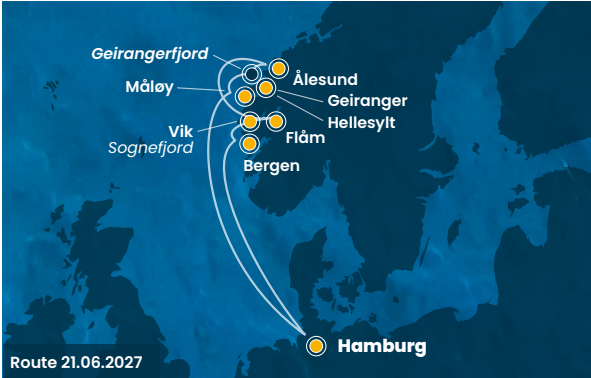 Geirangerfjord
Ålesund
Måløy
Geiranger
Hellesylt
Vik
Sognefjord
Flåm
Bergen
Hamburg
Route 21.06.2027